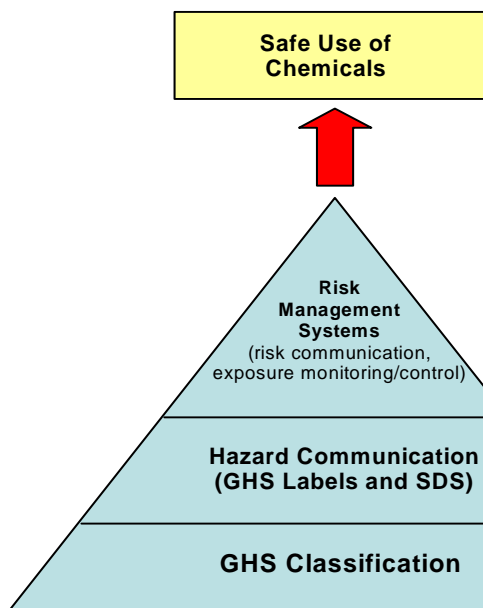 Safe Use of
Chemicals
Risk
Management
Systems
(risk communication,
exposure monitoring/control)
Hazard Communication
(GHS Labels and SDS)
GHS Classification